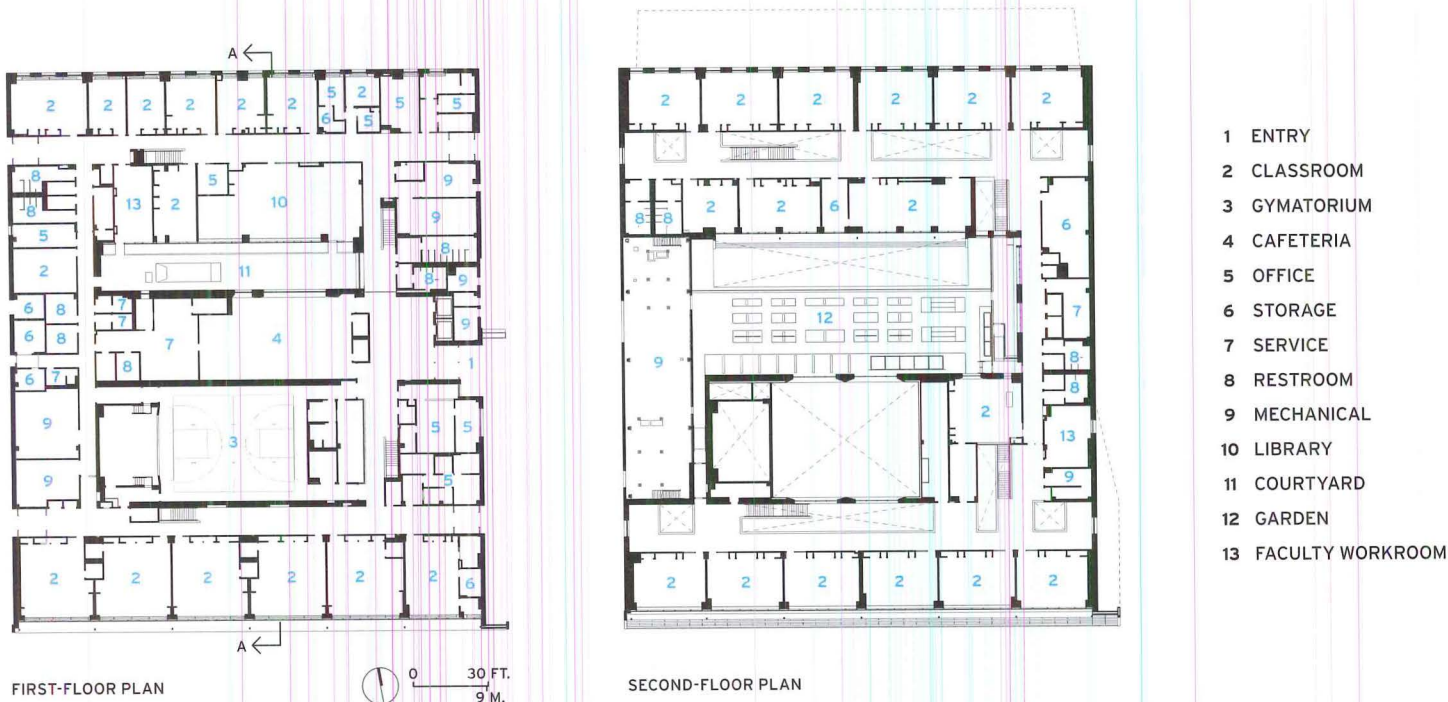 A
2 2 2 2 2 2 5 2 5 5
6 5
8 13 2 5 10 9
8 9
5 8
2 11 8 9
6 8 7 9
6 8 7 7 4 1
6 7 8
9 3 5 5
9 5
2 2 2 2 2 2 6
A
0 30 FT.
9 M.
FIRST-FLOOR PLAN
2 2 2 2 2 2
8 8 2 2 6 2 6
12 7
9 8
2 8
13
9
2 2 2 2 2 2
SECOND-FLOOR PLAN
1 ENTRY
2 CLASSROOM
3 GYMATORIUM
4 CAFETERIA
5 OFFICE
6 STORAGE
7 SERVICE
8 RESTROOM
9 MECHANICAL
10 LIBRARY
11 COURTYARD
12 GARDEN
13 FACULTY WORKROOM